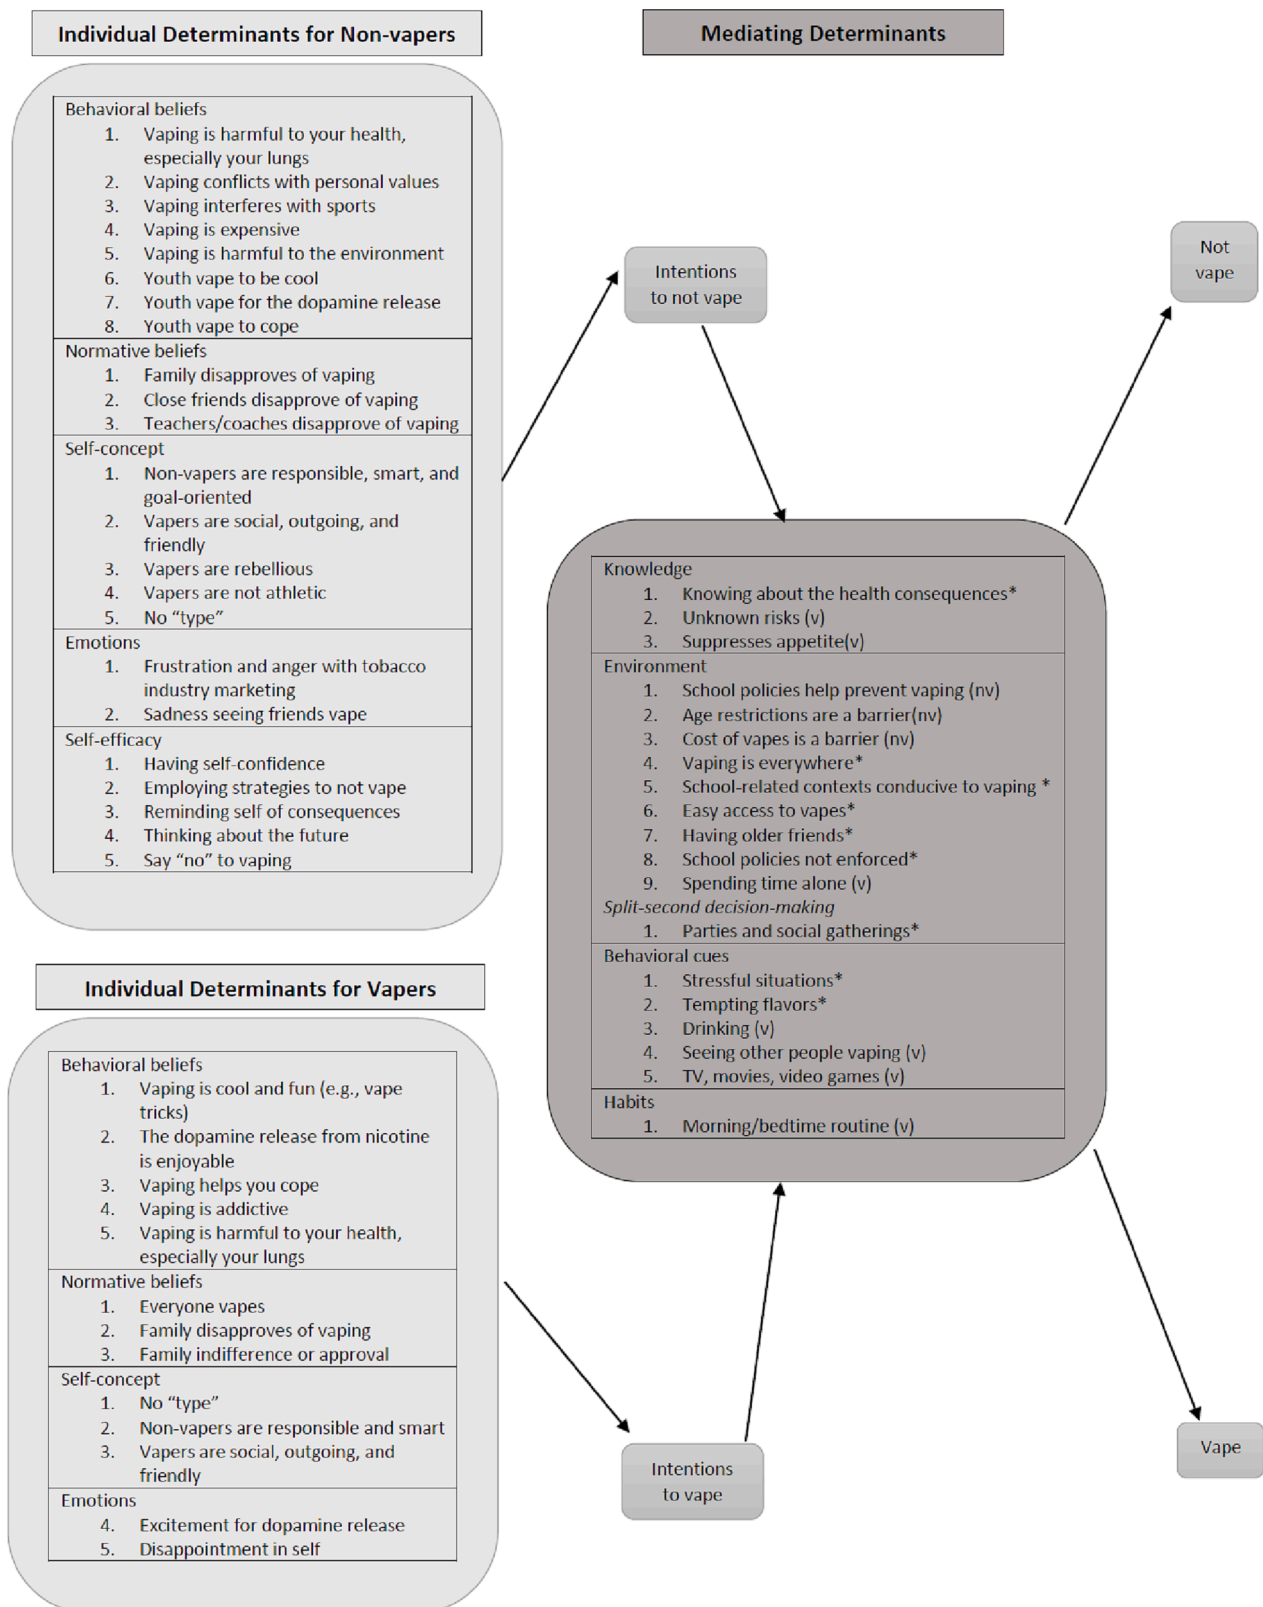 Individual Determinants for Non-vapers
Behavioral beliefs
1. Vaping is harmful to your health,
especially your lungs
2. Vaping conflicts with personal values
3. Vaping interferes with sports
4. Vaping is expensive
5. Vaping is harmful to the environment
6. Youth vape to be cool
7. Youth vape for the dopamine release
8. Youth vape to cope
Normative beliefs
1. Family disapproves of vaping
2. Close friends disapprove of vaping
3. Teachers/coaches disapprove of vaping
Self-concept
1. Non-vapers are responsible, smart, and
goal-oriented
2. Vapers are social, outgoing, and
friendly
3. Vapers are rebellious
4. Vapers are not athletic
5. No “type”
Emotions
1. Frustration and anger with tobacco
industry marketing
2. Sadness seeing friends vape
Self-efficacy
1. Having self-confidence
2. Employing strategies to not vape
3. Reminding self of consequences
4. Thinking about the future
5. Say “no” to vaping
Individual Determinants for Vapers
Behavioral beliefs
1. Vaping is cool and fun (e.g., vape
tricks)
2. The dopamine release from nicotine
is enjoyable
3. Vaping helps you cope
4. Vaping is addictive
5. Vaping is harmful to your health,
especially your lungs
Normative beliefs
1. Everyone vapes
2. Family disapproves of vaping
3. Family indifference or approval
Self-concept
1. No “type”
2. Non-vapers are responsible and smart
3. Vapers are social, outgoing, and
friendly
Emotions
4. Excitement for dopamine release
5. Disappointment in self
Intentions
to not vape
Intentions
to vape
Mediating Determinants
Knowledge
1. Knowing about the health consequences*
2. Unknown risks (v)
3. Suppresses appetite(v)
Environment
1. School policies help prevent vaping (nv)
2. Age restrictions are a barrier(nv)
3. Cost of vapes is a barrier (nv)
4. Vaping is everywhere*
5. School-related contexts conducive to vaping *
6. Easy access to vapes*
7. Having older friends*
8. School policies not enforced*
9. Spending time alone (v)
Split-second decision-making
1. Parties and social gatherings*
Behavioral cues
1. Stressful situations*
2. Tempting flavors*
3. Drinking (v)
4. Seeing other people vaping (v)
5. TV, movies, video games (v)
Habits
1. Morning/bedtime routine (v)
Not
vape
Vape